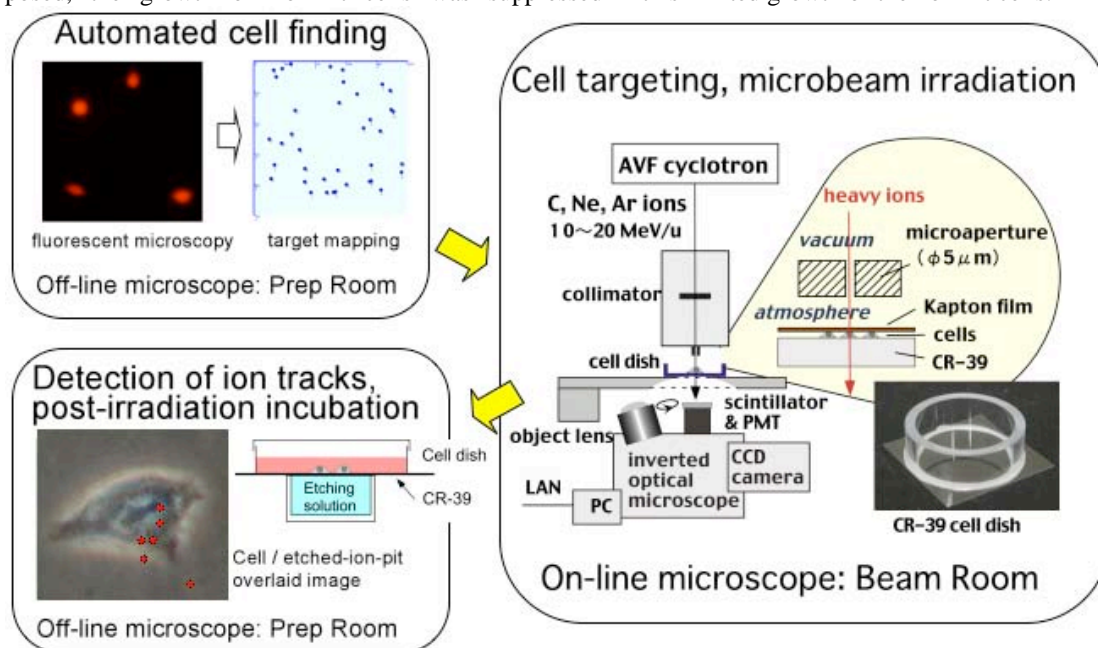 Automated cell finding
fluorescent microscopy
target mapping
Off-line microscope: Prep Room
Cell targeting, microbeam irradiation
AVF cyclotron
C, Ne, Ar ions
10～20 MeV/u
collimator
cell dish
object lens
scintillator
& PMT
inverted
optical
microscope
CCD
camera
LAN
PC
heavy ions
vacuum
microaperture
(φ5μm)
atmosphere
Kapton film
cells
CR-39
CR-39 cell dish
On-line microscope: Beam Room
Detection of ion tracks,
post-irradiation incubation
Cell dish
CR-39
Etching
solution
Cell / etched-ion-pit
overlaid image
Off-line microscope: Prep Room